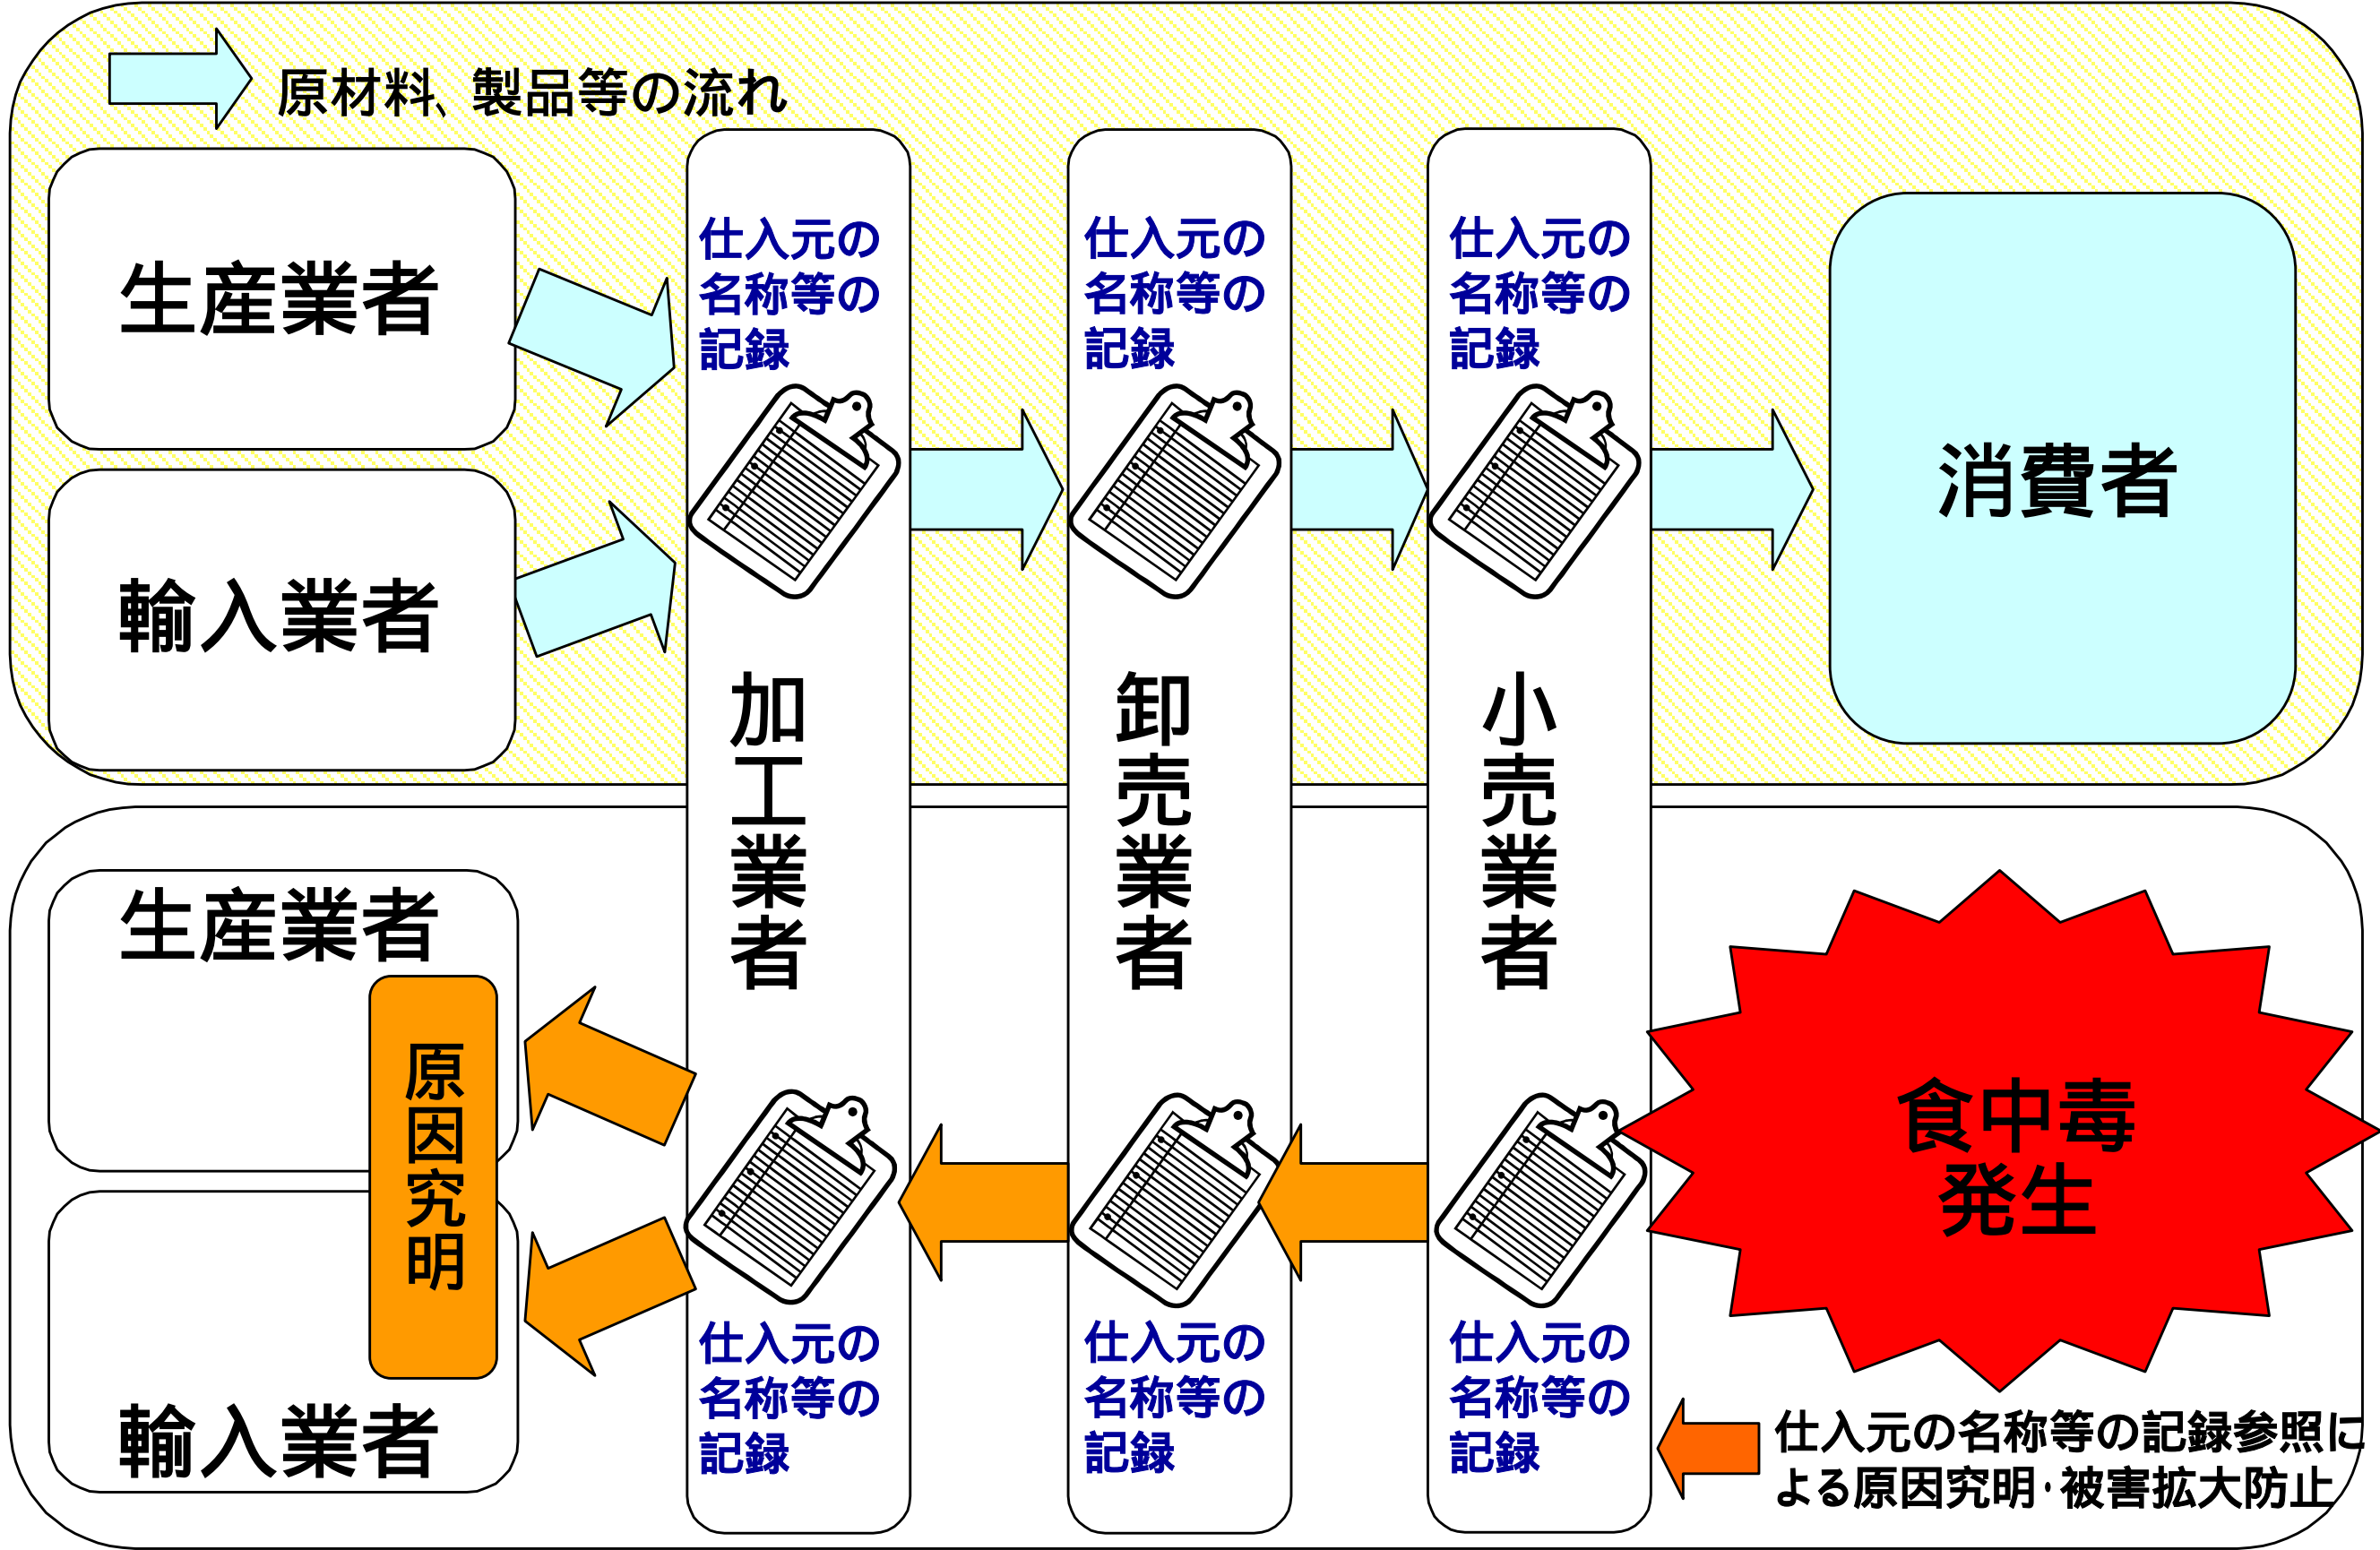 原材料、製品等の流れ
生産業者
輸入業者
仕入元の
名称等の
記録
仕入元の
名称等の
記録
仕入元の
名称等の
記録
消費者
加工業者
卸売業者
小売業者
生産業者
原因究明
輸入業者
仕入元の
名称等の
記録
仕入元の
名称等の
記録
仕入元の
名称等の
記録
食中毒
発生
仕入元の名称等の記録参照に
よる原因究明・被害拡大防止